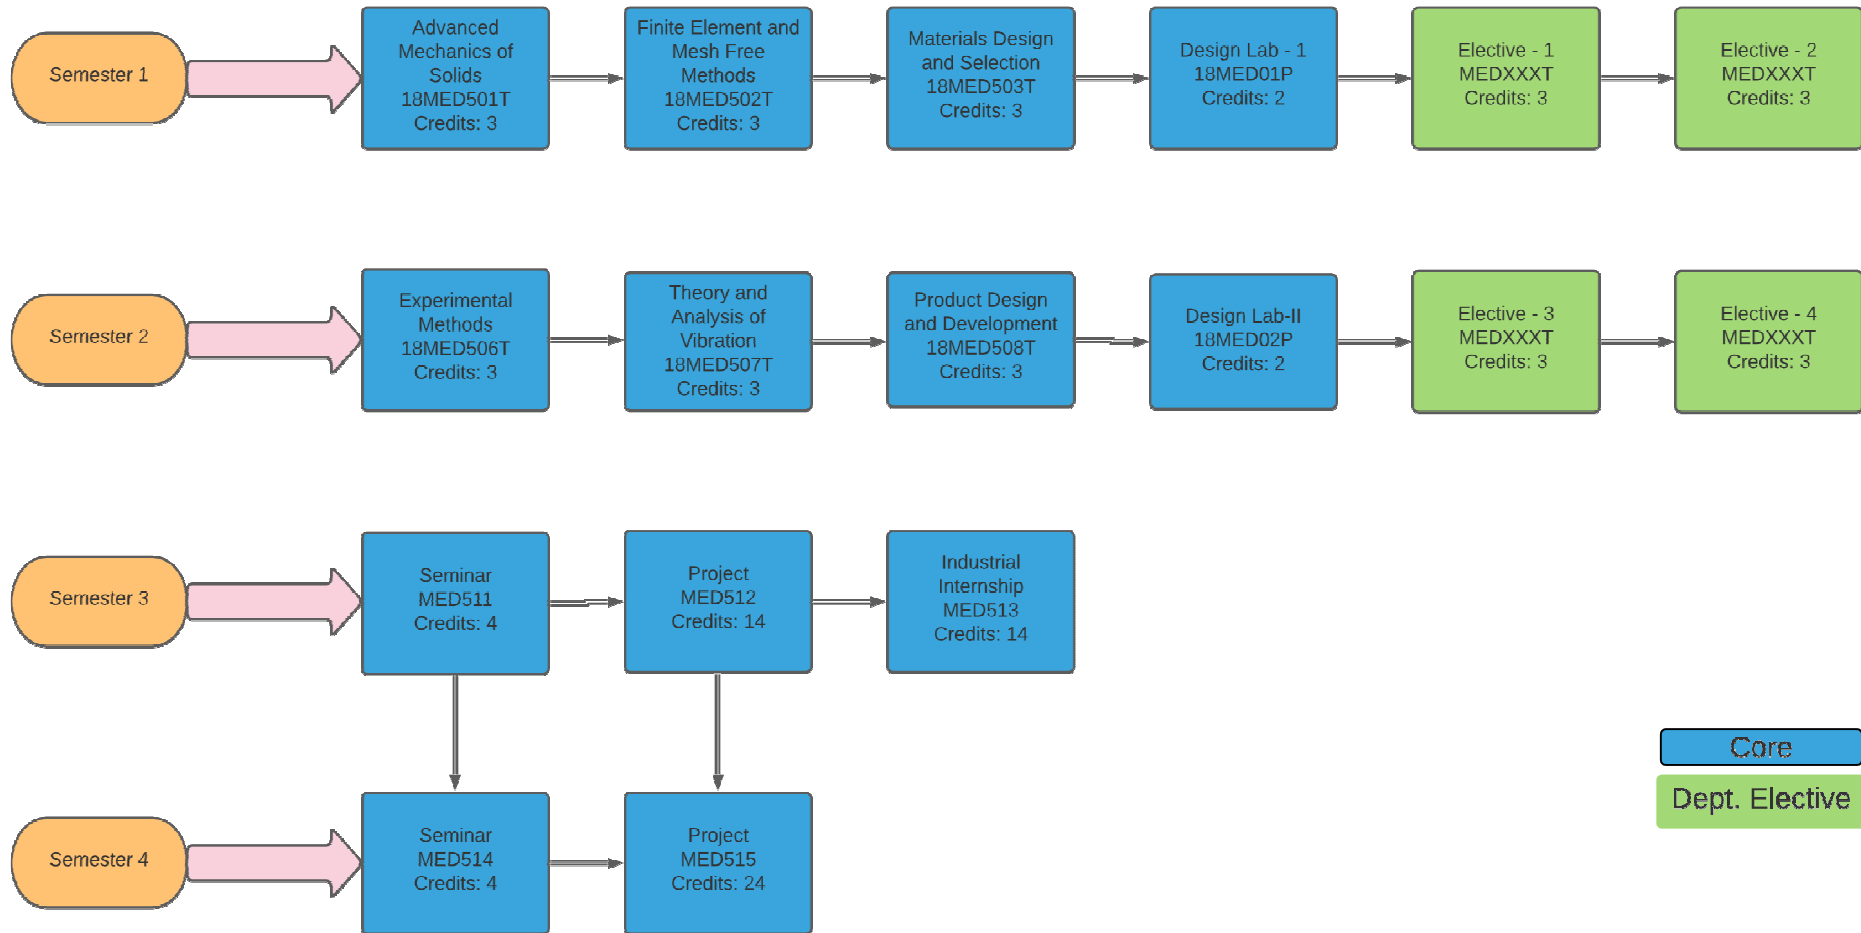 Semester 1
Advanced
Mechanics of
Solids
18MED501T
Credits: 3
Finite Element and
Mesh Free
Methods
18MED502T
Credits: 3
Materials Design
and Selection
18MED503T
Credits: 3
Design Lab - 1
18MED01P
Credits: 2
Elective - 1
MEDXXXT
Credits: 3
Elective - 2
MEDXXXT
Credits: 3
Semester 2
Experimental
Methods
18MED506T
Credits: 3
Theory and
Analysis of
Vibration
18MED507T
Credits: 3
Product Design
and Development
18MED508T
Credits: 3
Design Lab-II
18MED02P
Credits: 2
Elective - 3
MEDXXXT
Credits: 3
Elective - 4
MEDXXXT
Credits: 3
Semester 3
Seminar
MED511
Credits: 4
Project
MED512
Credits: 14
Industrial
Internship
MED513
Credits: 14
Semester 4
Seminar
MED514
Credits: 4
Project
MED515
Credits: 24
Core
Dept. Elective